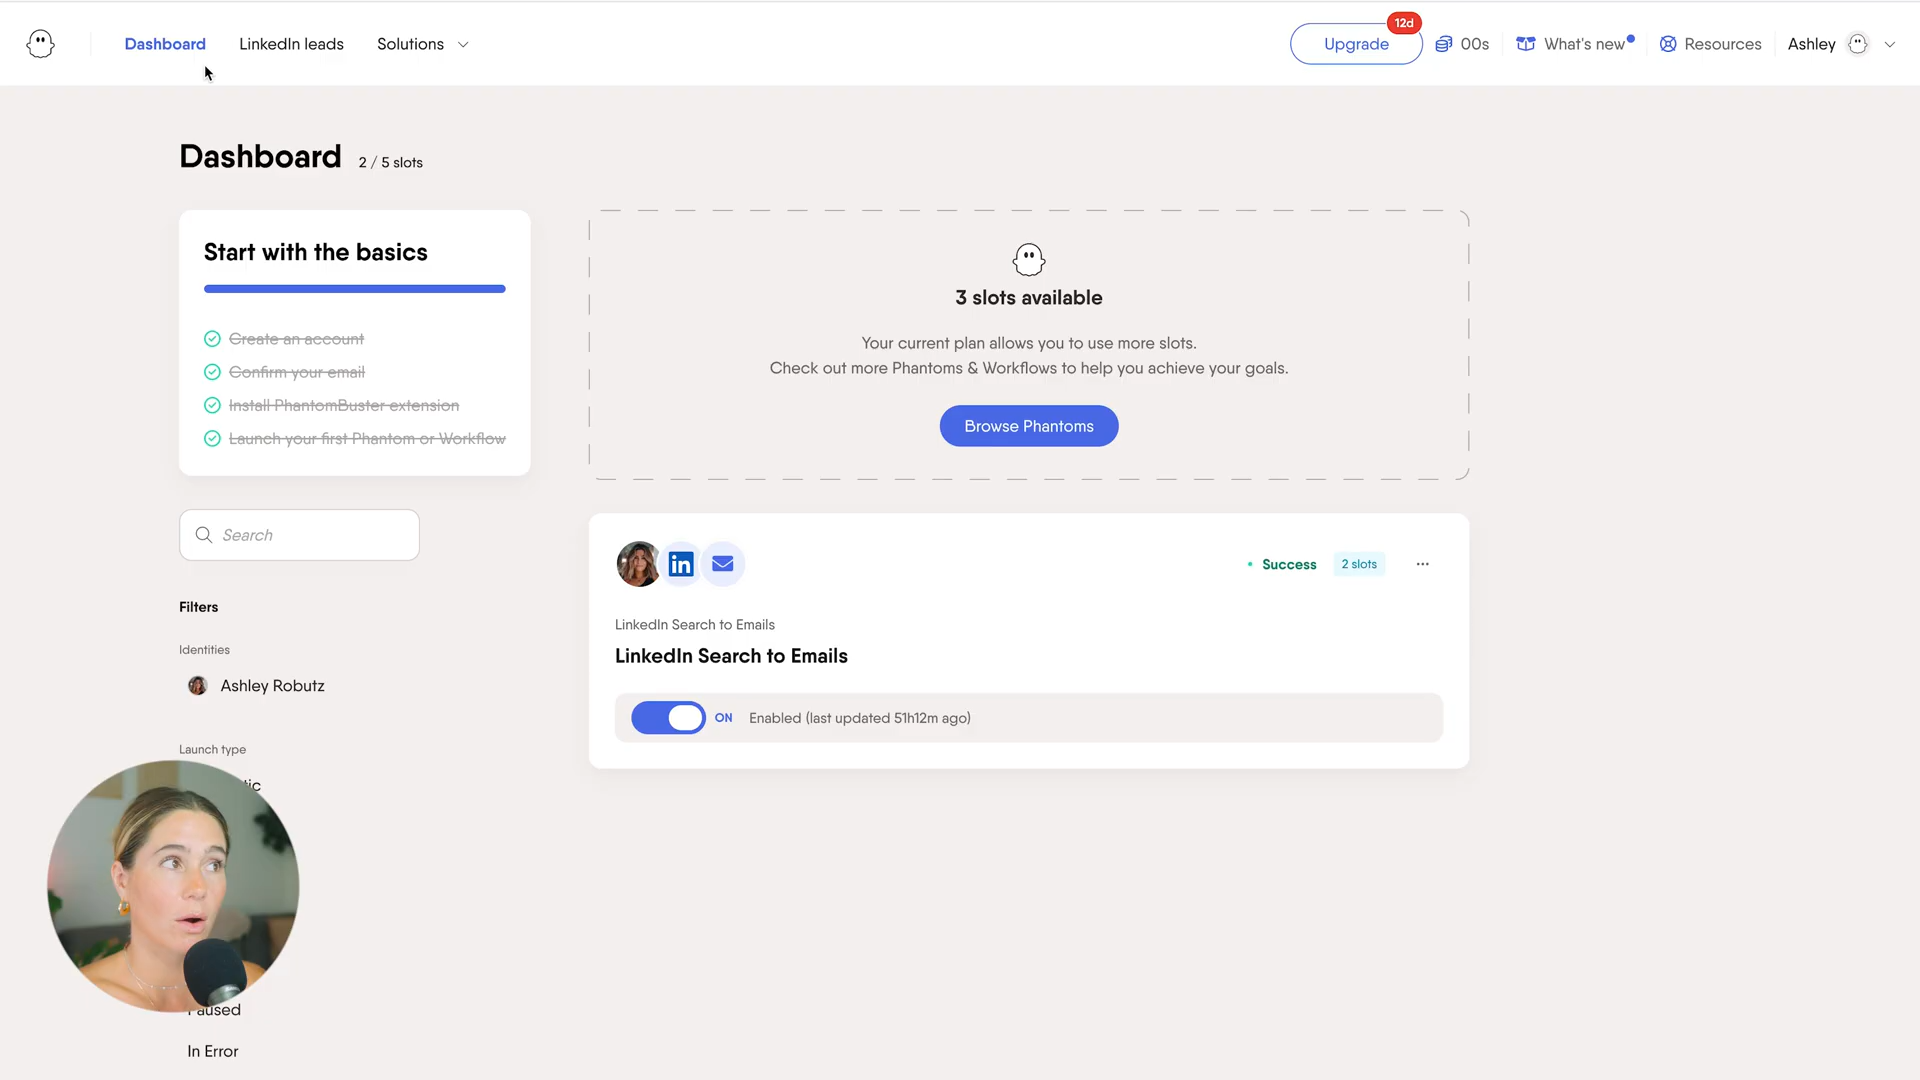 Dashboard
LinkedIn leads
Solutions
12d
Upgrade
00s
What's new
Resources
Ashley
Dashboard
2 / 5 slots
Start with the basics
Create an account
Confirm your email
Install PhantomBuster extension
Launch your first Phantom or Workflow
3 slots available
Your current plan allows you to use more slots.
Check out more Phantoms & Workflows to help you achieve your goals.
Browse Phantoms
Search
Filters
Identities
Ashley Robutz
Launch type
in
Success
2 slots
LinkedIn Search to Emails
LinkedIn Search to Emails
ON
Enabled (last updated 51h12m ago)
Paused
In Error